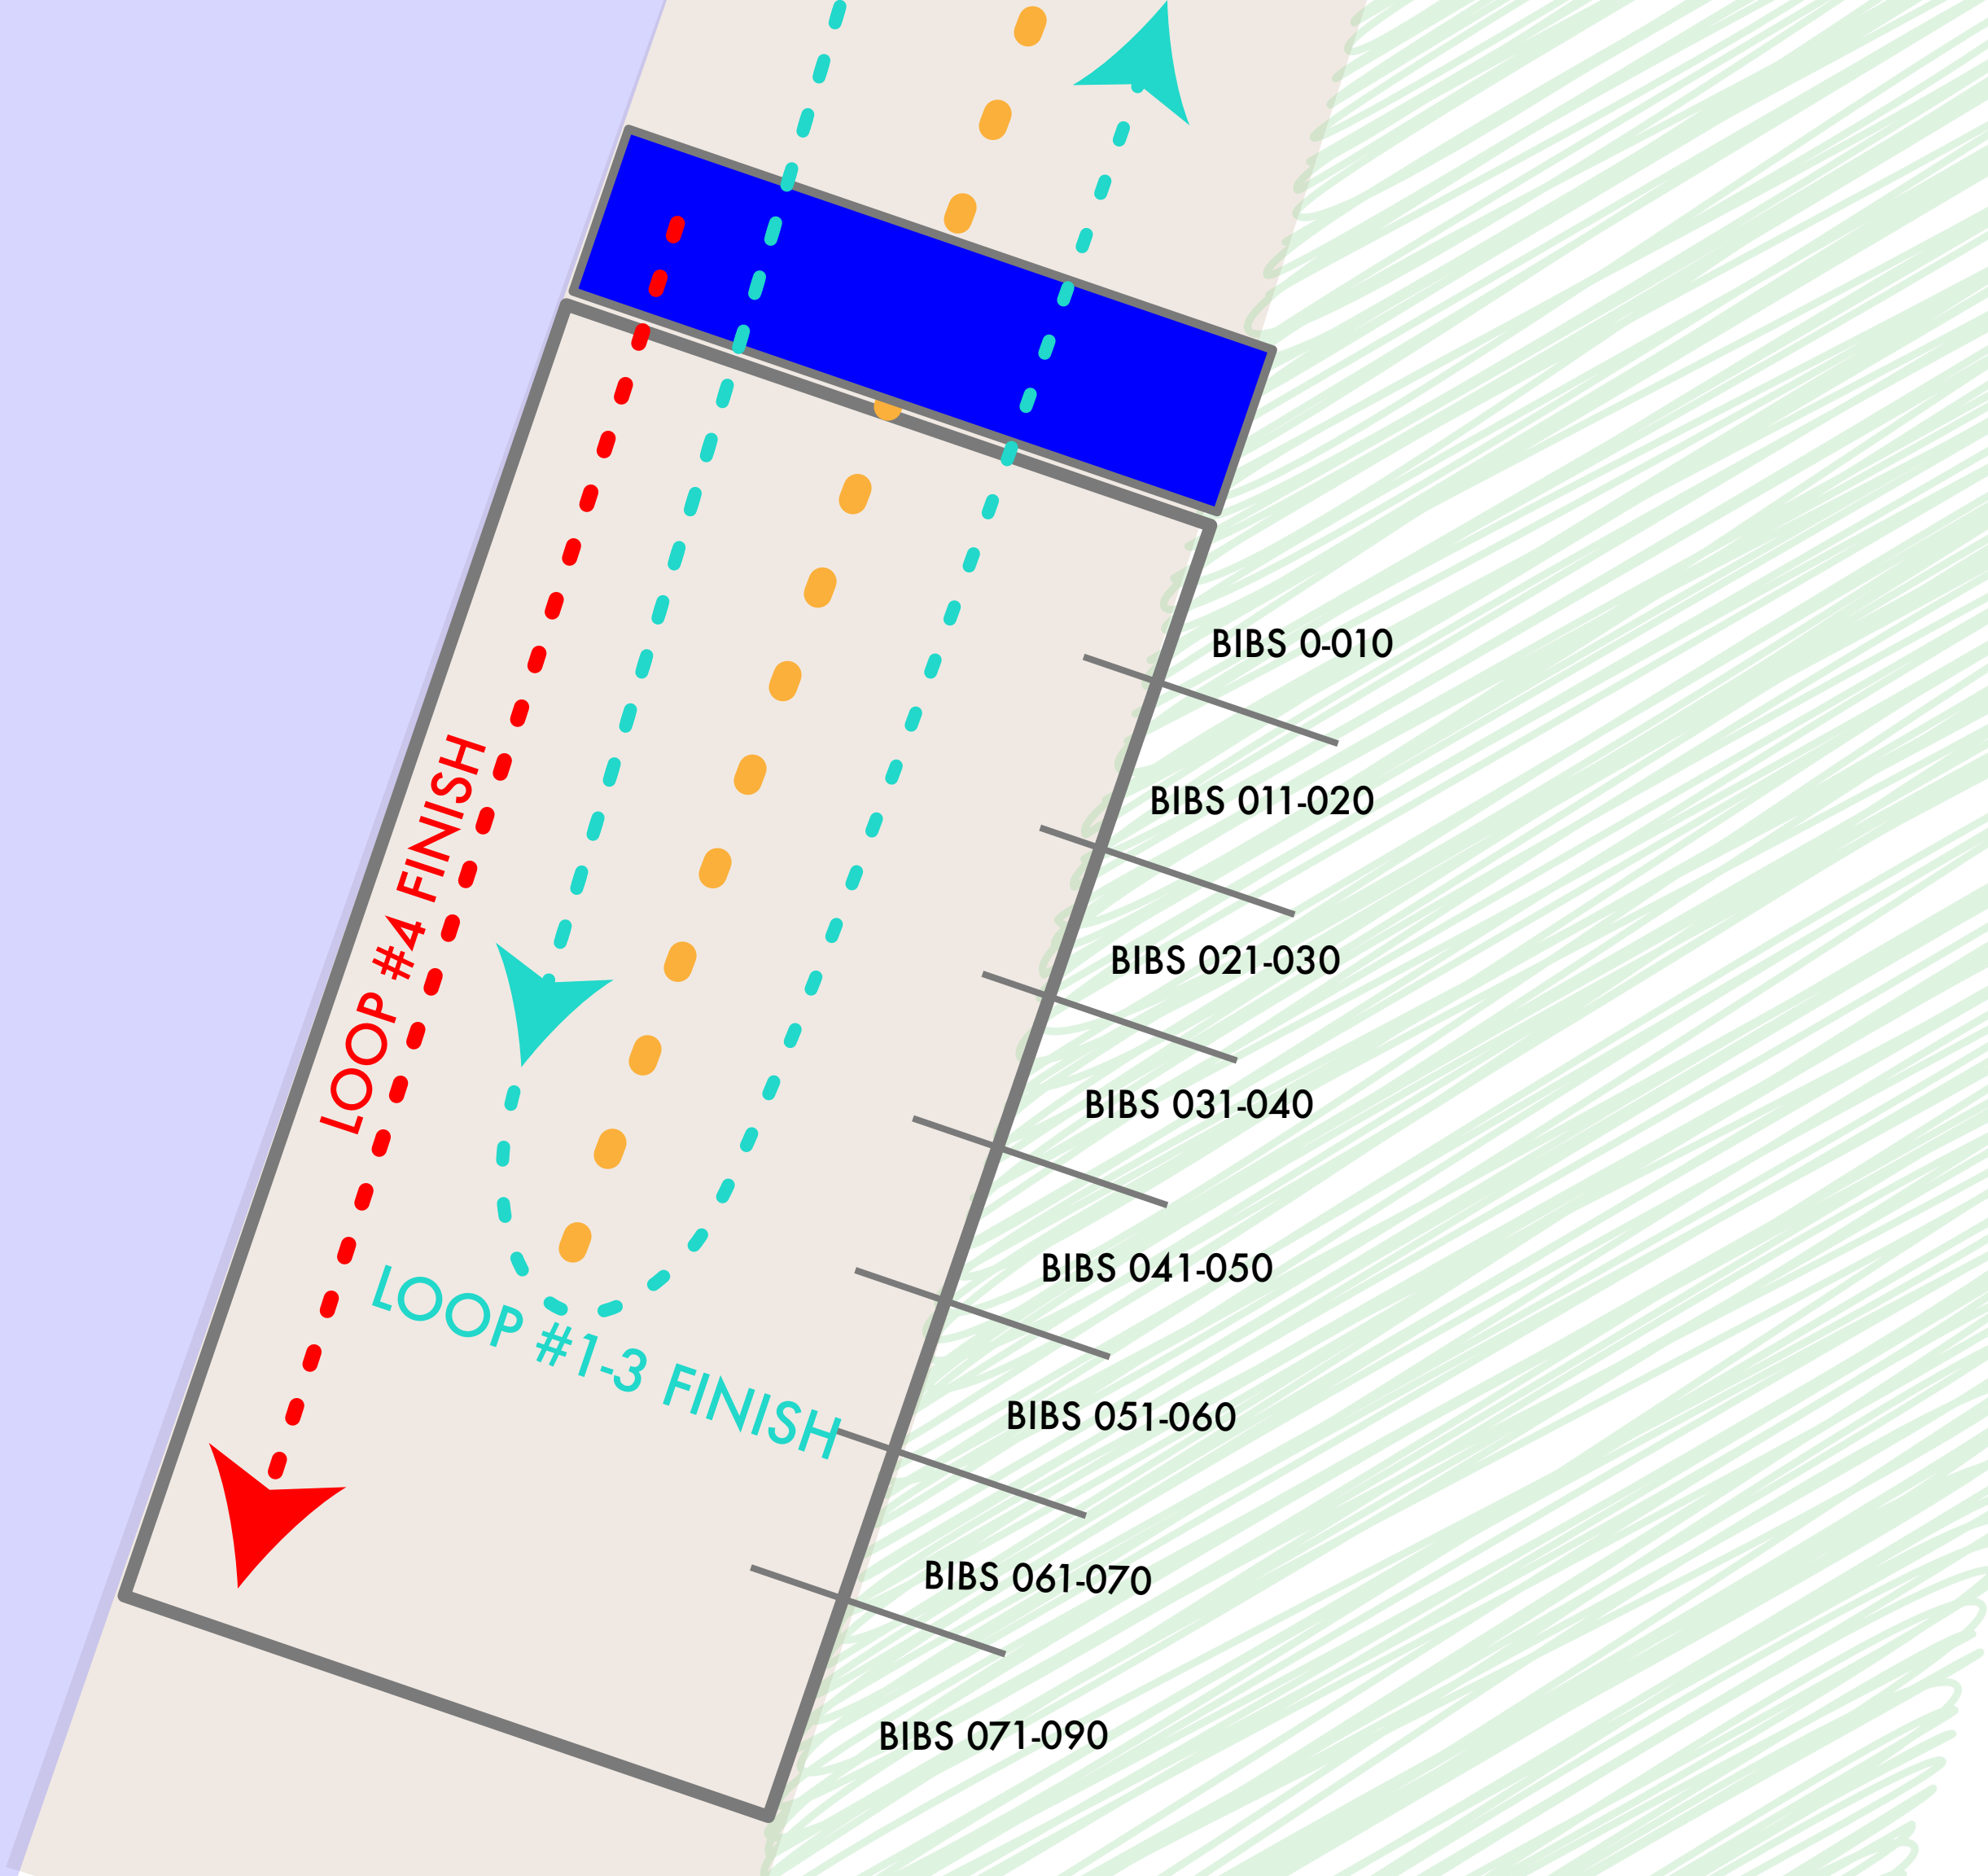 BIBS 0-010
LOOP #4 FINISH
BIBS 011-020
BIBS 021-030
BIBS 031-040
BIBS 041-050
LOOP #1-3 FINISH
BIBS 051-060
BIBS 061-070
BIBS 071-090